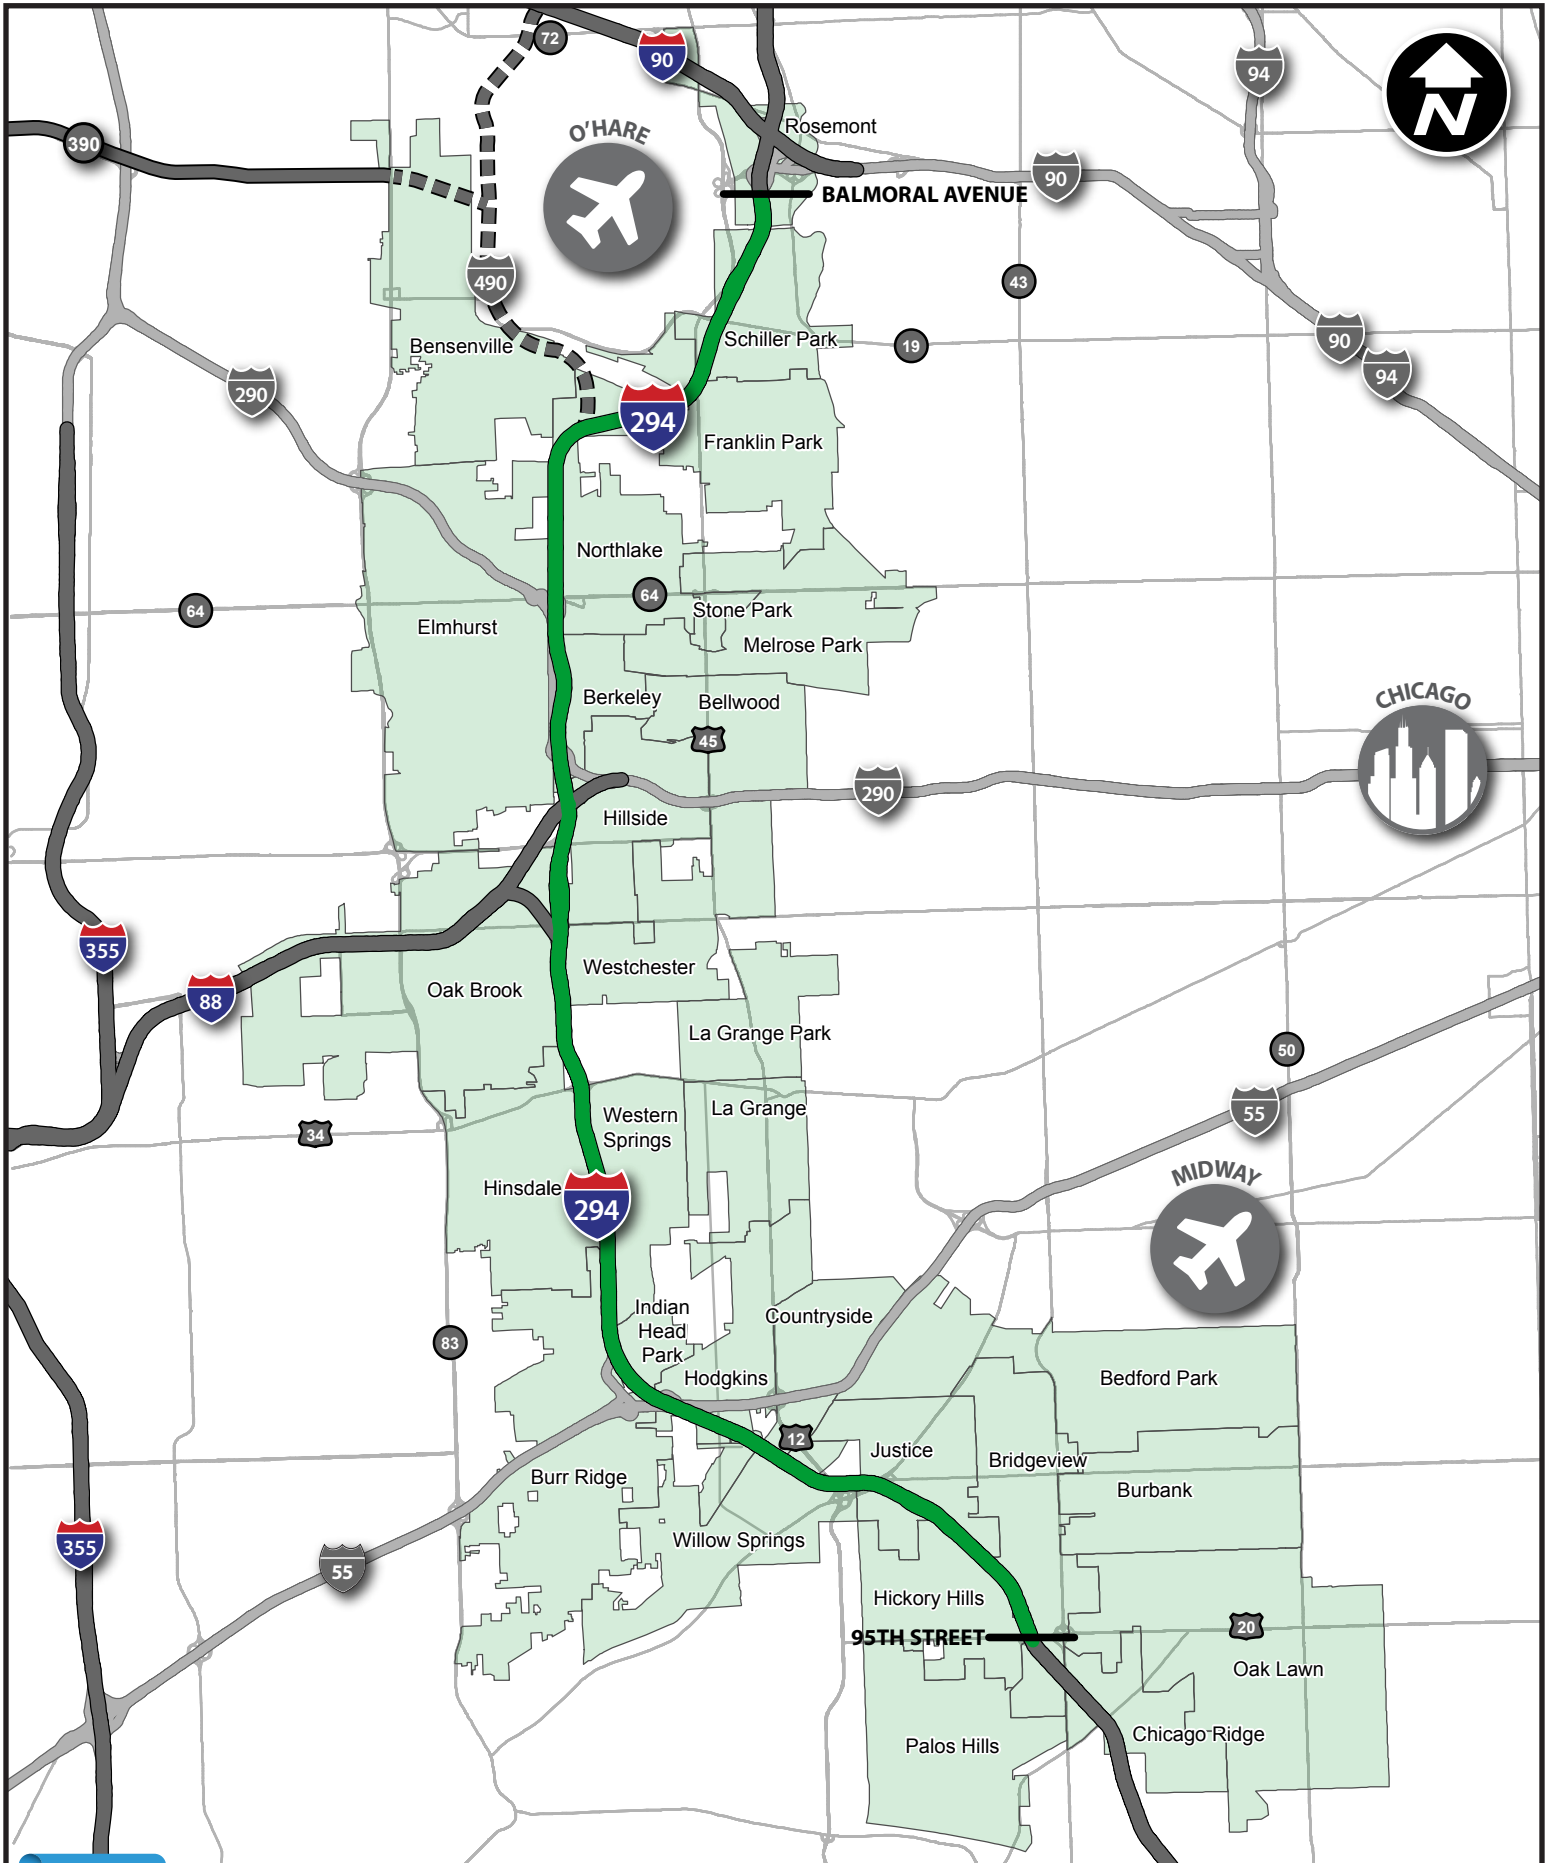 72
90
94
N
O'HARE
Rosemont
390
90
BALMORAL AVENUE
490
43
Schiller Park
19
90
Bensenville
94
290
294
Franklin Park
Northlake
64
64
Stone Park
Elmhurst
Melrose Park
Berkeley
Bellwood
CHICAGO
45
290
Hillside
355
Westchester
88
Oak Brook
La Grange Park
50
La Grange
55
Western
Springs
34
MIDWAY
Hinsdale
294
Indian
Head
Park
Countryside
83
Hodgkins
Bedford Park
12
Justice
Bridgeview
Burr Ridge
Burbank
355
Willow Springs
55
Hickory Hills
20
95TH STREET
Oak Lawn
Chicago Ridge
Palos Hills